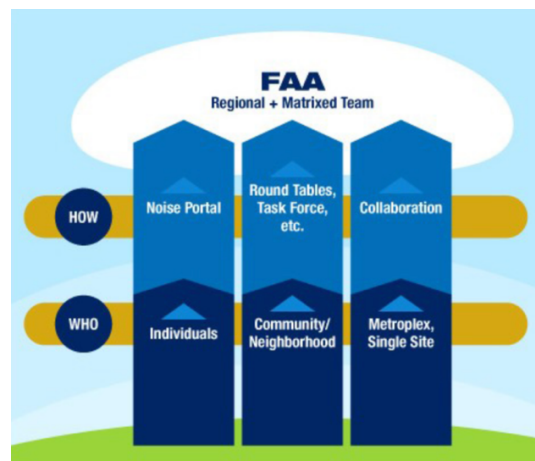 FAA
Regional + Matrixed Team
HOW
Noise Portal
Round Tables,
Task Force,
etc.
Collaboration
WHO
Individuals
Community/
Neighborhood
Metroplex,
Single Site